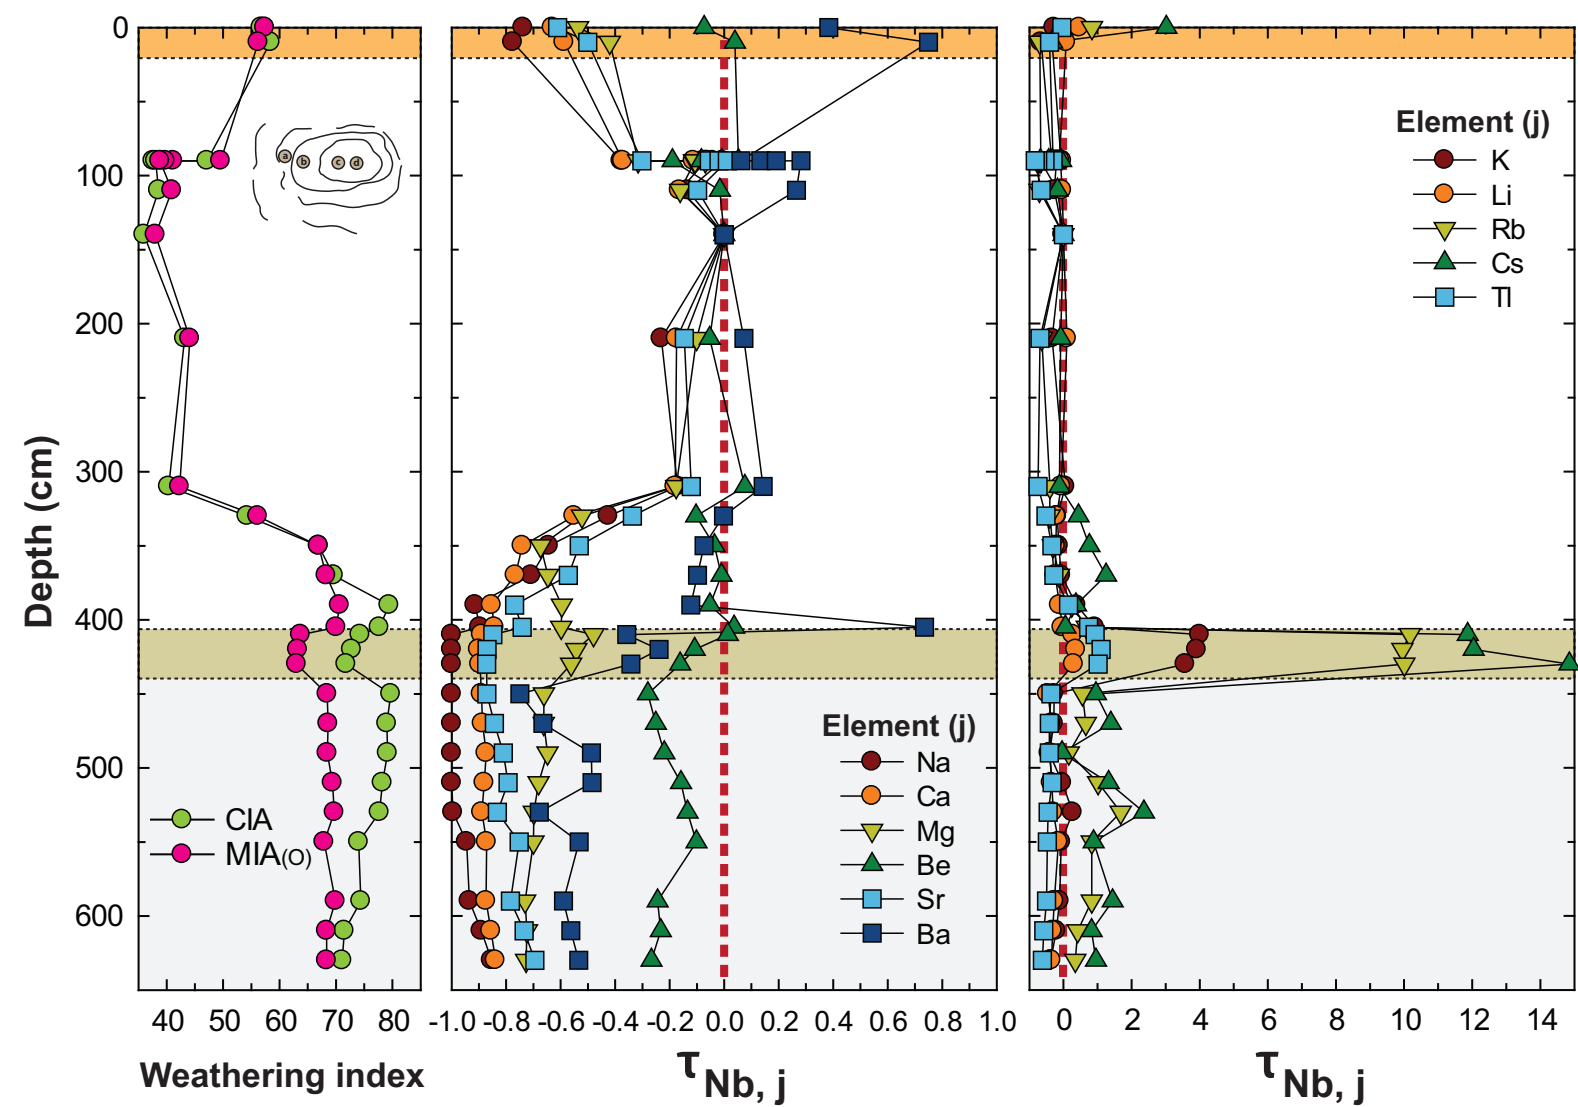 0
100
200
300
400
500
600
Depth (cm)
a
b
c
d
CIA
MIA(O)
40 50 60 70 80
Weathering index
Element (j)
Na
Ca
Mg
Be
Sr
Ba
-1.0 -0.8 -0.6 -0.4 -0.2 0.0 0.2 0.4 0.6 0.8 1.0
τ Nb, j
Element (j)
K
Li
Rb
Cs
Tl
0 2 4 6 8 10 12 14
τ Nb, j